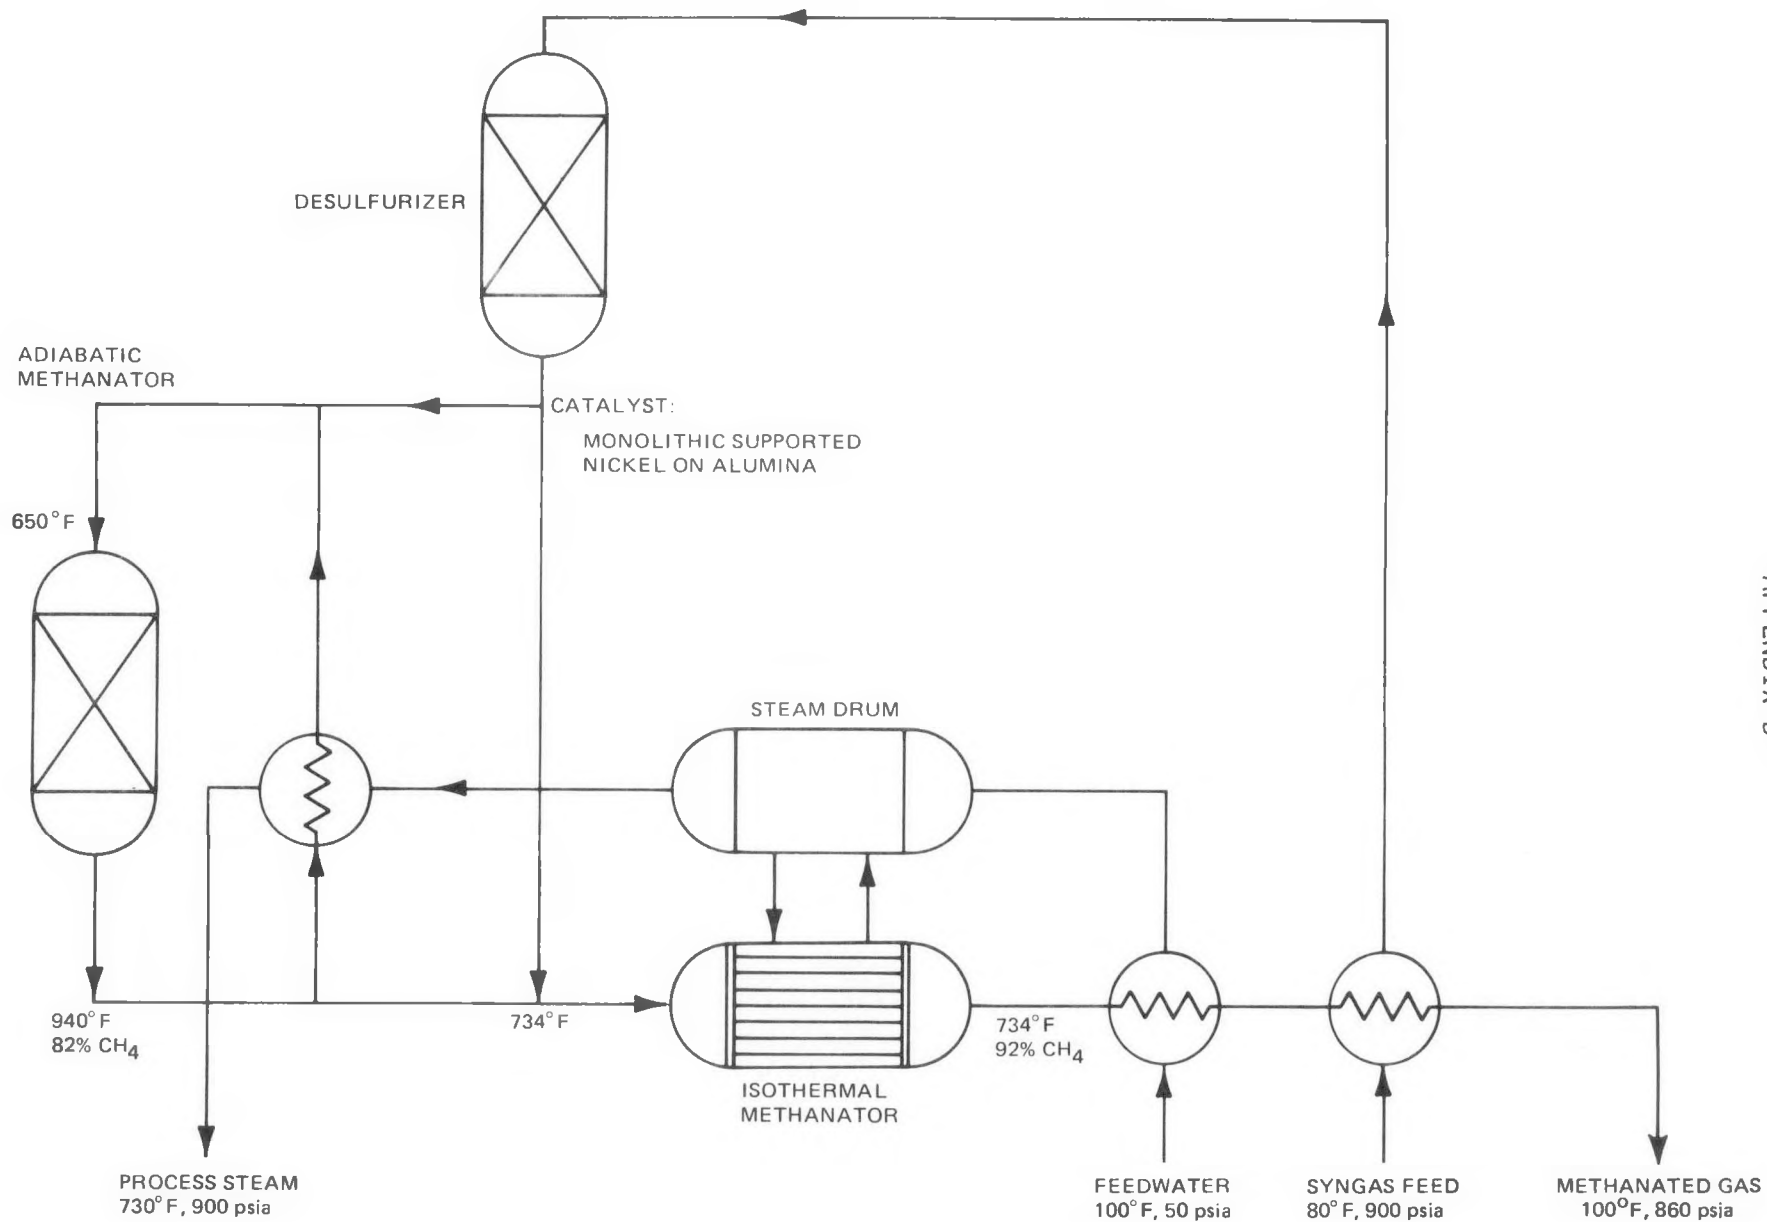 DESULFURIZER
ADIABATIC
METHANATOR
CATALYST:
MONOLITHIC SUPPORTED
NICKEL ON ALUMINA
650°F
STEAM DRUM
940°F
82% CH4
734°F
734°F
92% CH4
ISOTHERMAL
METHANATOR
PROCESS STEAM
730°F, 900 psia
FEEDWATER
100°F, 50 psia
SYNGAS FEED
80°F, 900 psia
METHANATED GAS
100°F, 860 psia